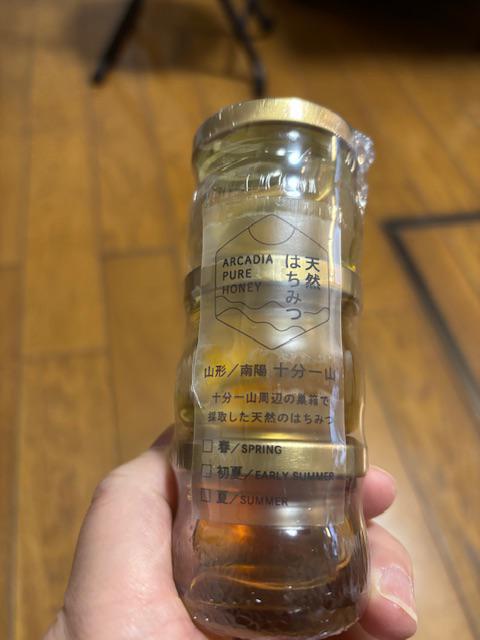 ARCADIA
PURE
HONEY
天然
はちみつ
山形／南陽 十分一山
十分一山周辺の巣箱で
採取した天然のはちみつ
□ 春／SPRING
□ 初夏／EARLY SUMMER
□ 夏／SUMMER